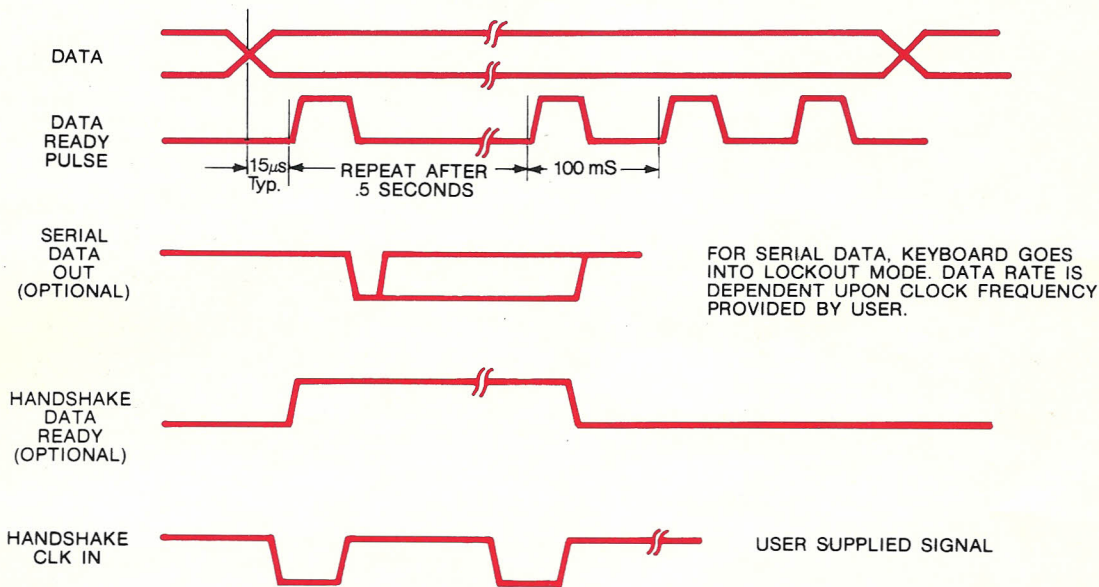 DATA
DATA
READY
PULSE
15µS
Typ.
REPEAT AFTER
.5 SECONDS
100 mS
SERIAL
DATA
OUT
(OPTIONAL)
FOR SERIAL DATA, KEYBOARD GOES
INTO LOCKOUT MODE. DATA RATE IS
DEPENDENT UPON CLOCK FREQUENCY
PROVIDED BY USER.
HANDSHAKE
DATA
READY
(OPTIONAL)
HANDSHAKE
CLK IN
USER SUPPLIED SIGNAL